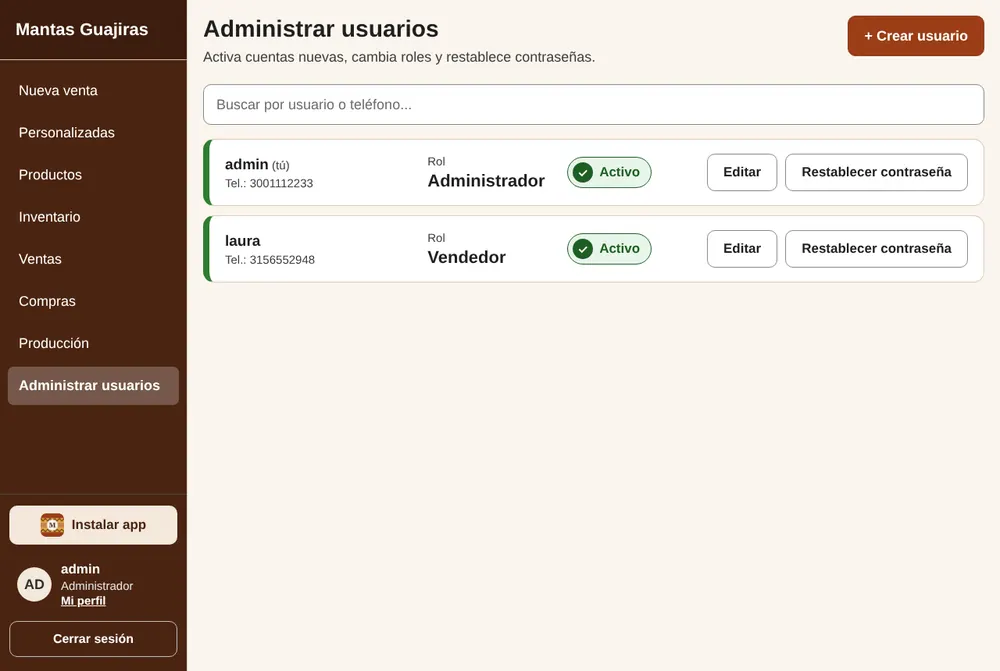 Mantas Guajiras
Nueva venta
Personalizadas
Productos
Inventario
Ventas
Compras
Producción
Administrar usuarios
M
Instalar app
AD
admin
Administrador
Mi perfil
Cerrar sesión
Administrar usuarios
Activa cuentas nuevas, cambia roles y restablece contraseñas.
+ Crear usuario
Buscar por usuario o teléfono...
admin (tú)
Tel.: 3001112233
Rol
Administrador
Activo
Editar
Restablecer contraseña
laura
Tel.: 3156552948
Rol
Vendedor
Activo
Editar
Restablecer contraseña